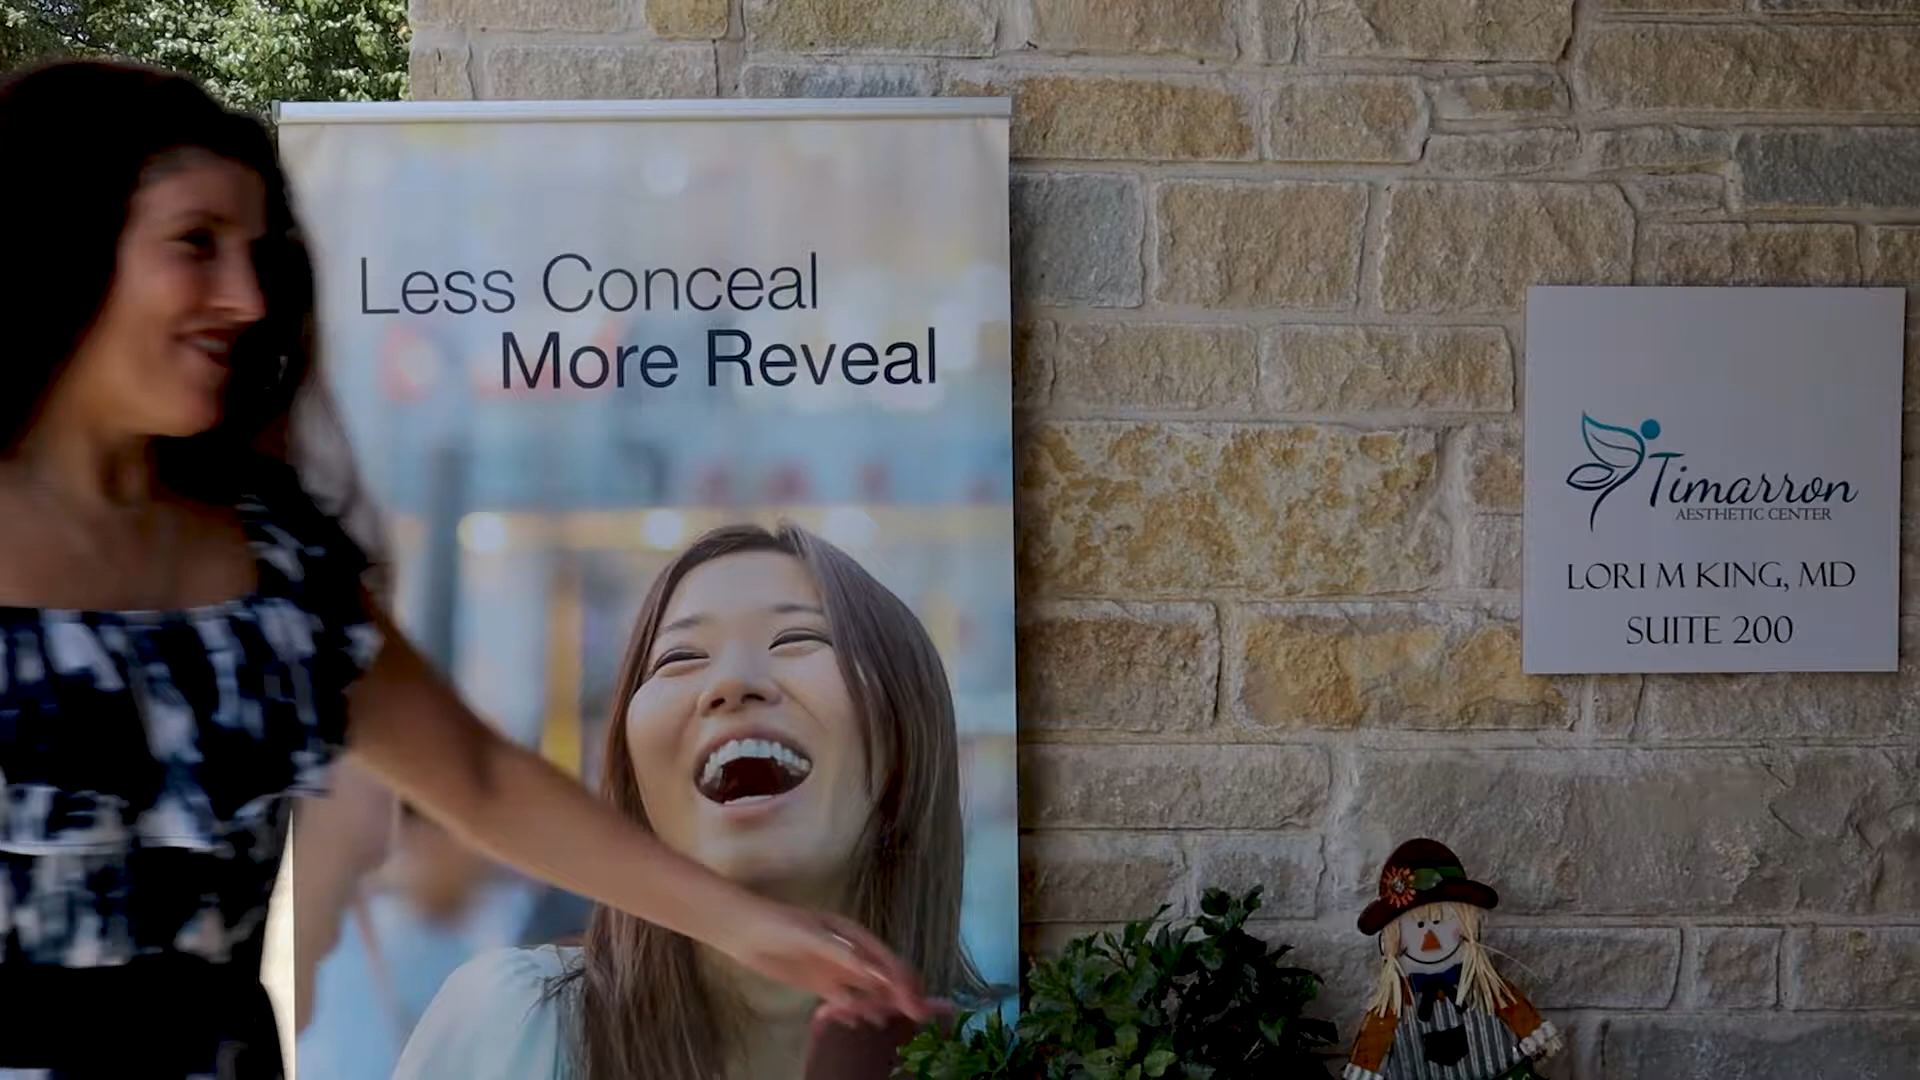 Less Conceal
More Reveal
Timarron
AESTHETIC CENTER
LORI M KING, MD
SUITE 200